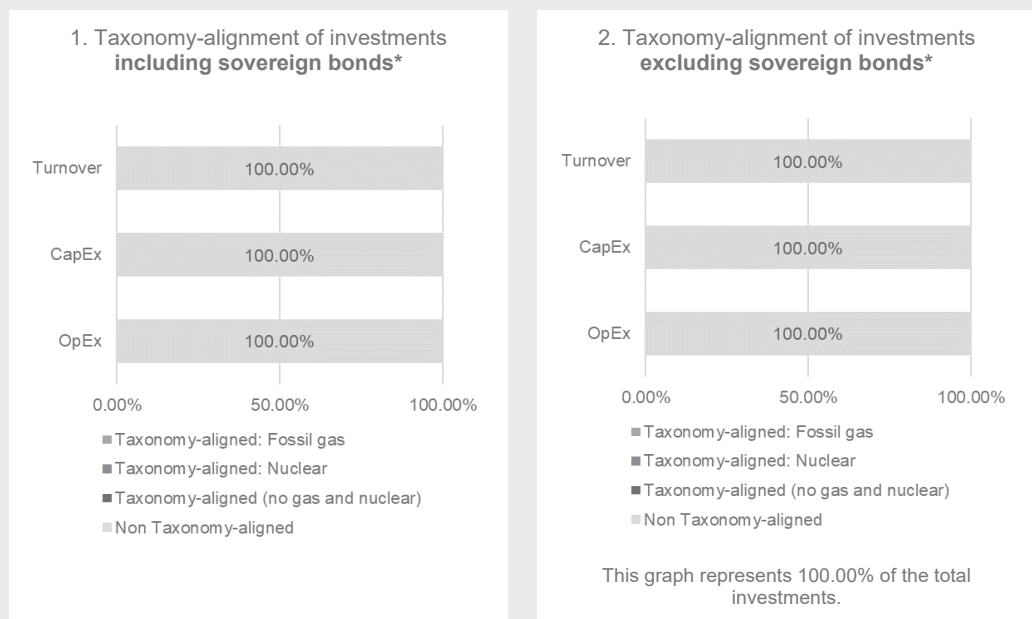 1. Taxonomy-alignment of investments
including sovereign bonds*
Turnover
100.00%
CapEx
100.00%
OpEx
100.00%
0.00% 50.00% 100.00%
Taxonomy-aligned: Fossil gas
Taxonomy-aligned: Nuclear
Taxonomy-aligned (no gas and nuclear)
Non Taxonomy-aligned
2. Taxonomy-alignment of investments
excluding sovereign bonds*
Turnover
100.00%
CapEx
100.00%
OpEx
100.00%
0.00% 50.00% 100.00%
Taxonomy-aligned: Fossil gas
Taxonomy-aligned: Nuclear
Taxonomy-aligned (no gas and nuclear)
Non Taxonomy-aligned
This graph represents 100.00% of the total
investments.